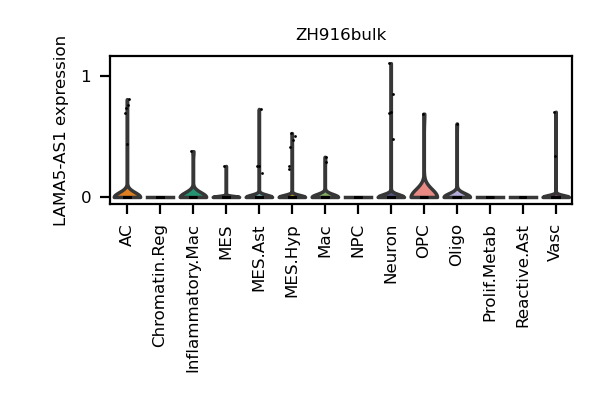 ZH916bulk
LAMA5-AS1 expression
1
0
AC
Chromatin.Reg
Inflammatory.Mac
MES
MES.Ast
MES.Hyp
Mac
NPC
Neuron
OPC
Oligo
Prolif.Metab
Reactive.Ast
Vasc